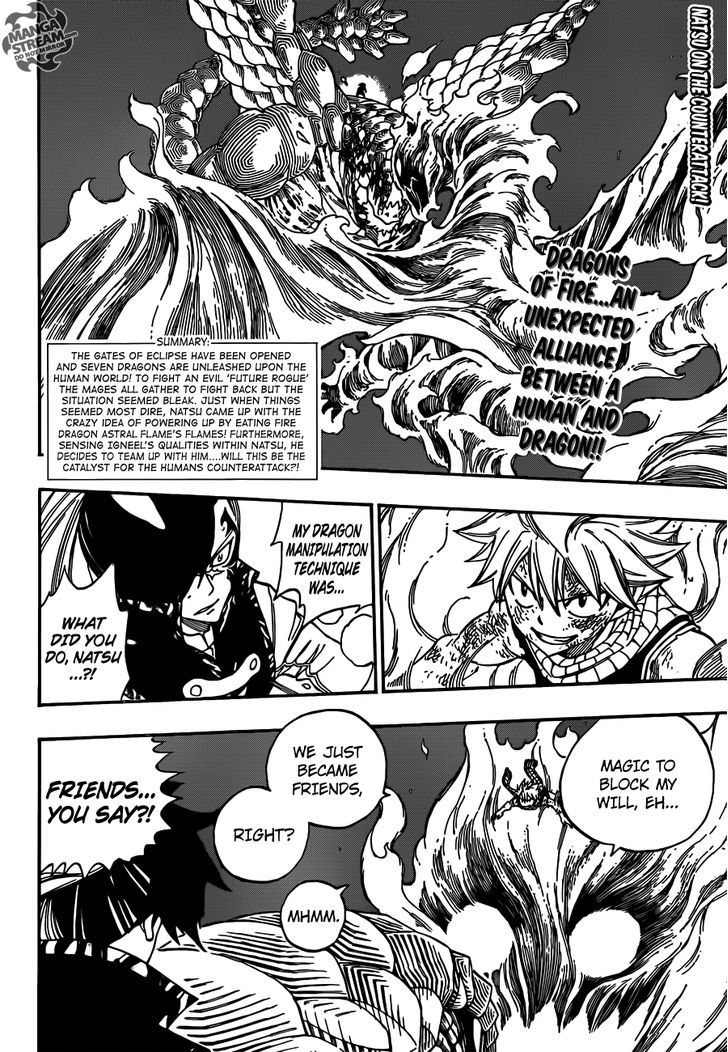 MANGA
STREAM
.COM
DO NOT MIRROR
NATSU ON THE COUNTERATTACK!
DRAGONS
OF FIRE...AN
UNEXPECTED
ALLIANCE
BETWEEN A
HUMAN AND
DRAGON!!
SUMMARY:
THE GATES OF ECLIPSE HAVE BEEN OPENED
AND SEVEN DRAGONS ARE UNLEASHED UPON THE
HUMAN WORLD! TO FIGHT AN EVIL 'FUTURE ROGUE'
THE MAGES ALL GATHER TO FIGHT BACK BUT THE
SITUATION SEEMED BLEAK. JUST WHEN THINGS
SEEMED MOST DIRE, NATSU CAME UP WITH THE
CRAZY IDEA OF POWERING UP BY EATING FIRE
DRAGON ASTRAL FLAME'S FLAMES! FURTHERMORE,
SENSING IGNEEL'S QUALITIES WITHIN NATSU, HE
DECIDES TO TEAM UP WITH HIM....WILL THIS BE THE
CATALYST FOR THE HUMANS COUNTERATTACK?!
MY DRAGON
MANIPULATION
TECHNIQUE
WAS...
WHAT
DID YOU
DO, NATSU
...?!
MAGIC TO
BLOCK MY
WILL, EH...
WE JUST
BECAME
FRIENDS,
RIGHT?
MHMM.
FRIENDS...
YOU SAY?!